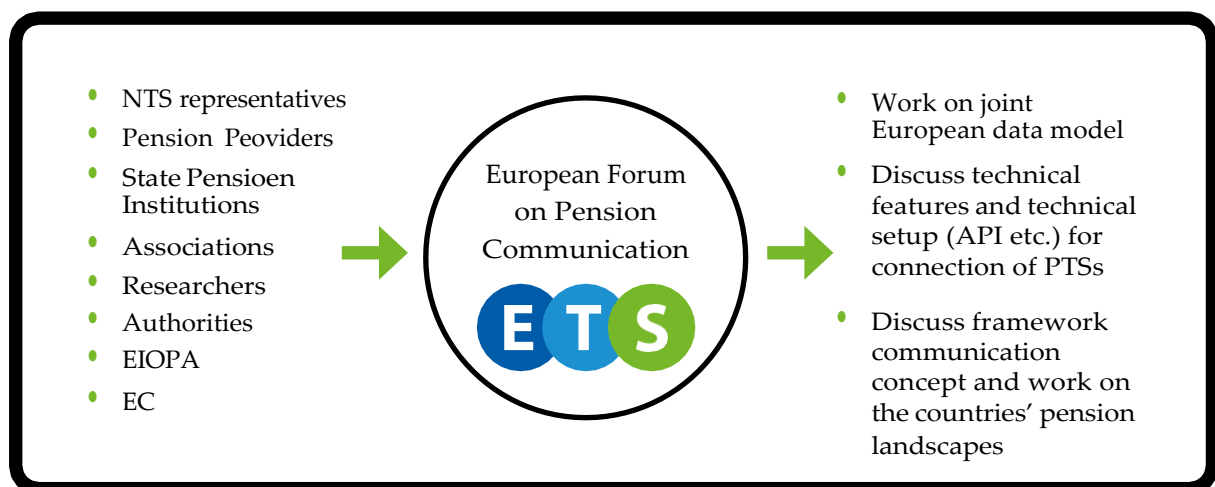 NTS representatives
Pension Peoviders
State Pensioen
Institutions
Associations
Researchers
Authorities
EIOPA
EC
European Forum
on Pension
Communication
ETS
Work on joint
European data model
Discuss technical
features and technical
setup (API etc.) for
connection of PTSs
Discuss framework
communication
concept and work on
the countries’ pension
landscapes